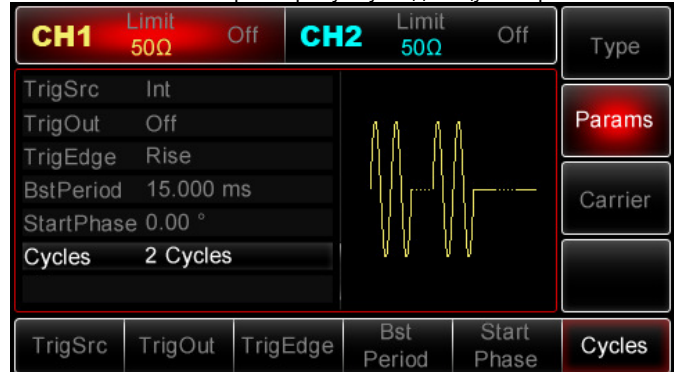 CH1 Limit 50Ω Off CH2 Limit 50Ω Off Type
TrigSrc Int
TrigOut Off
Params
TrigEdge Rise
BstPeriod 15.000 ms
Carrier
StartPhase 0.00 °
Cycles 2 Cycles
TrigSrc TrigOut TrigEdge Bst Period Start Phase Cycles